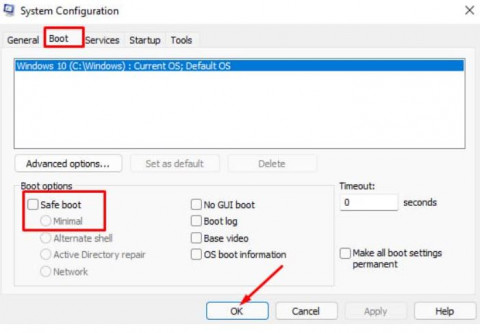 System Configuration
General Boot Services Startup Tools
Windows 10 (C:\Windows) : Current OS; Default OS
Advanced options... Set as default Delete
Boot options
Timeout:
Safe boot No GUI boot 0 seconds
Minimal Boot log
Alternate shell Base video
Active Directory repair OS boot information Make all boot settings
Network permanent
OK Cancel Apply Help